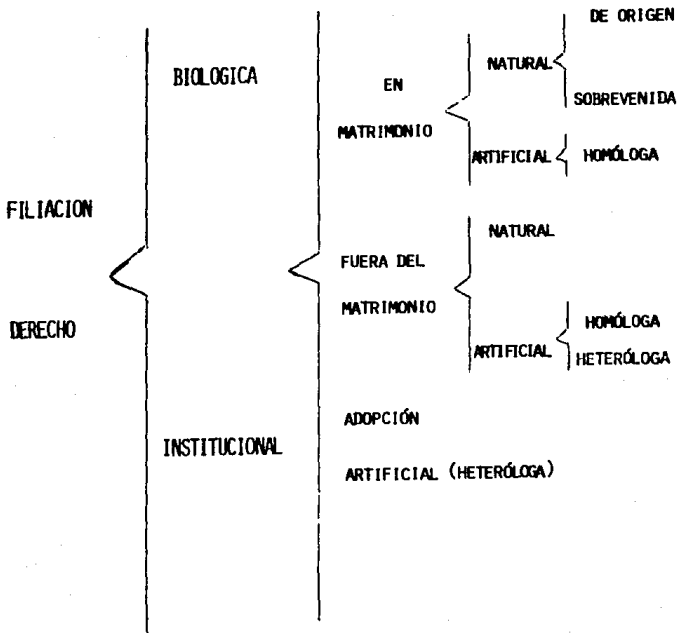 FILIACION
DERECHO
BIOLOGICA
INSTITUCIONAL
EN
MATRIMONIO
NATURAL
DE ORIGEN
SOBREVENIDA
ARTIFICIAL
HOMÓLOGA
FUERA DEL
MATRIMONIO
NATURAL
ARTIFICIAL
HOMÓLOGA
HETERÓLOGA
ADOPCIÓN
ARTIFICIAL (HETERÓLOGA)